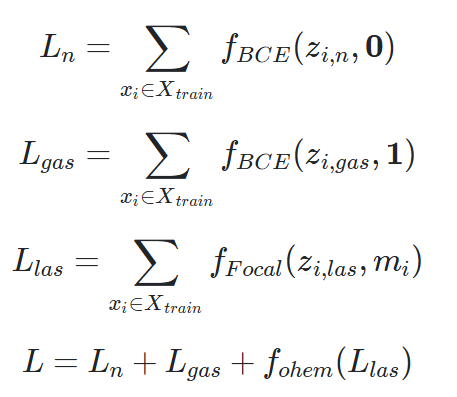 L_n = ∑_{x_i∈X_{train}} f_{BCE}(z_{i,n}, 𝟎)
L_{gas} = ∑_{x_i∈X_{train}} f_{BCE}(z_{i,gas}, 𝟏)
L_{las} = ∑_{x_i∈X_{train}} f_{Focal}(z_{i,las}, m_i)
L = L_n + L_{gas} + f_{ohem}(L_{las})